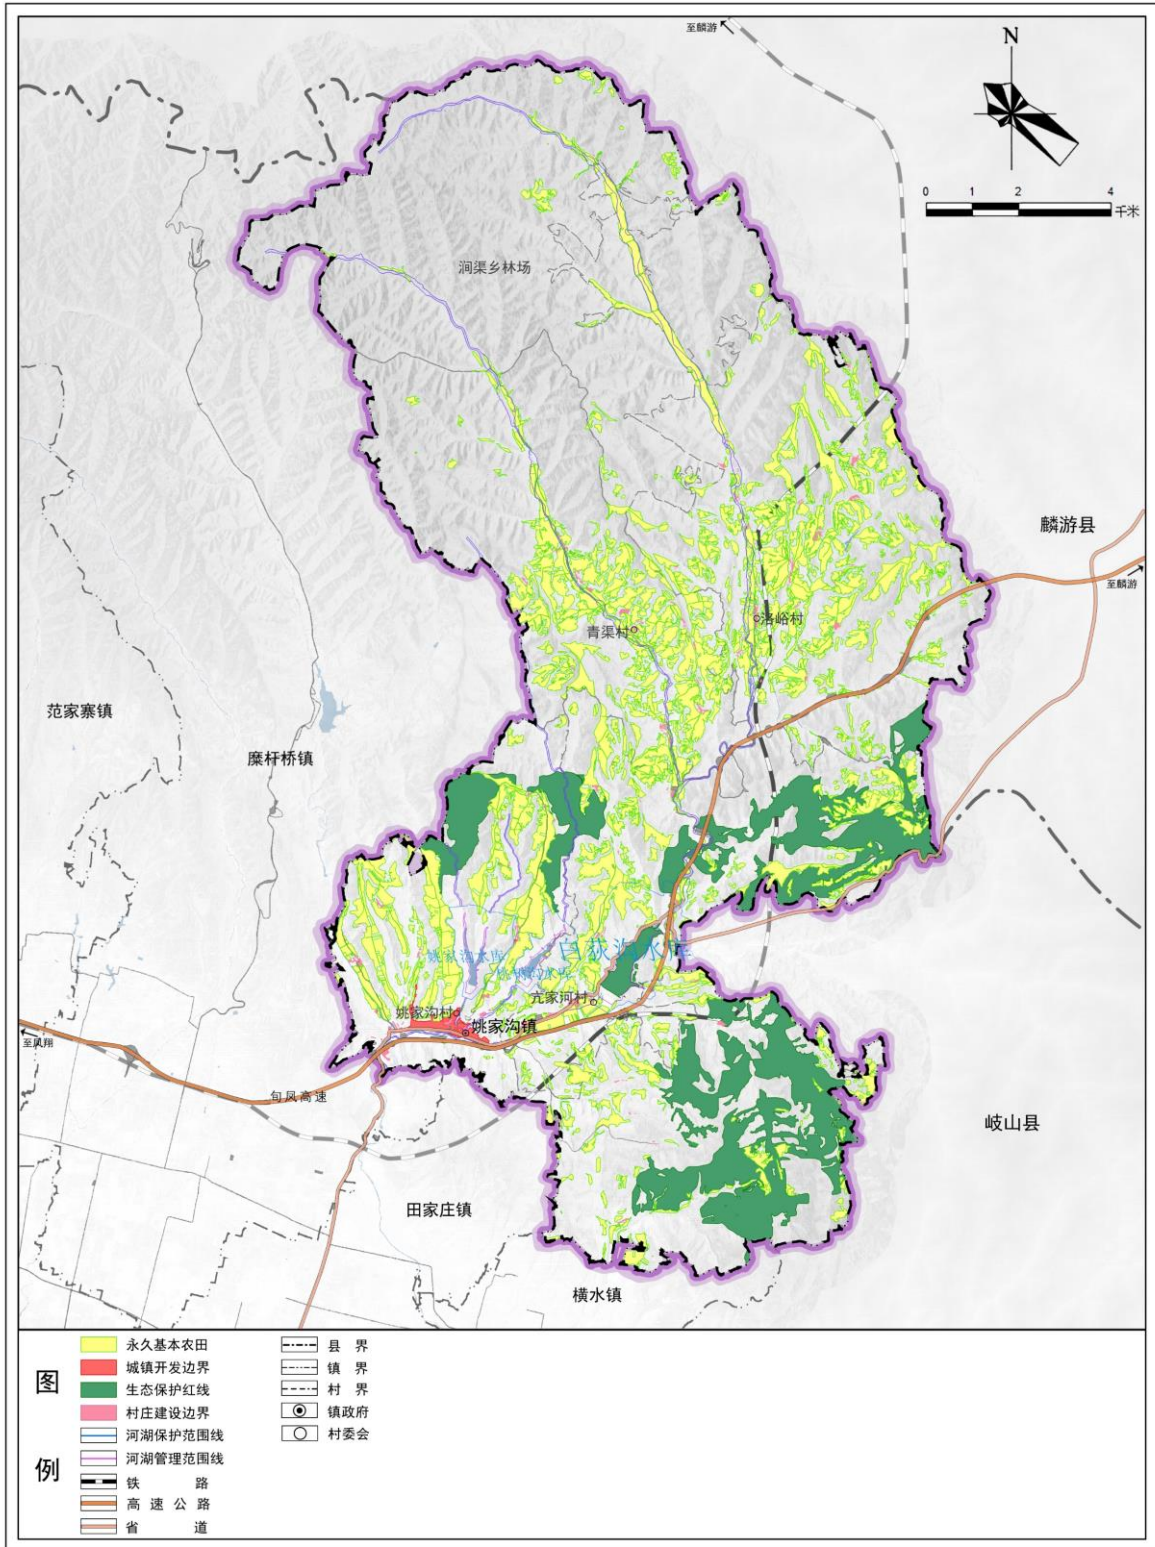 至麟游
N
0 1 2 4
千米
涧渠乡林场
麟游县
至麟游
洛峪村
青渠村
范家寨镇
糜杆桥镇
白荻沟水库
姚家沟水库
亢家河村
姚家沟村
姚家沟镇
至凤翔
旬凤高速
岐山县
田家庄镇
横水镇
图例
永久基本农田
城镇开发边界
生态保护红线
村庄建设边界
河湖保护范围线
河湖管理范围线
铁 路
高速公路
省 道
县 界
镇 界
村 界
镇政府
村委会